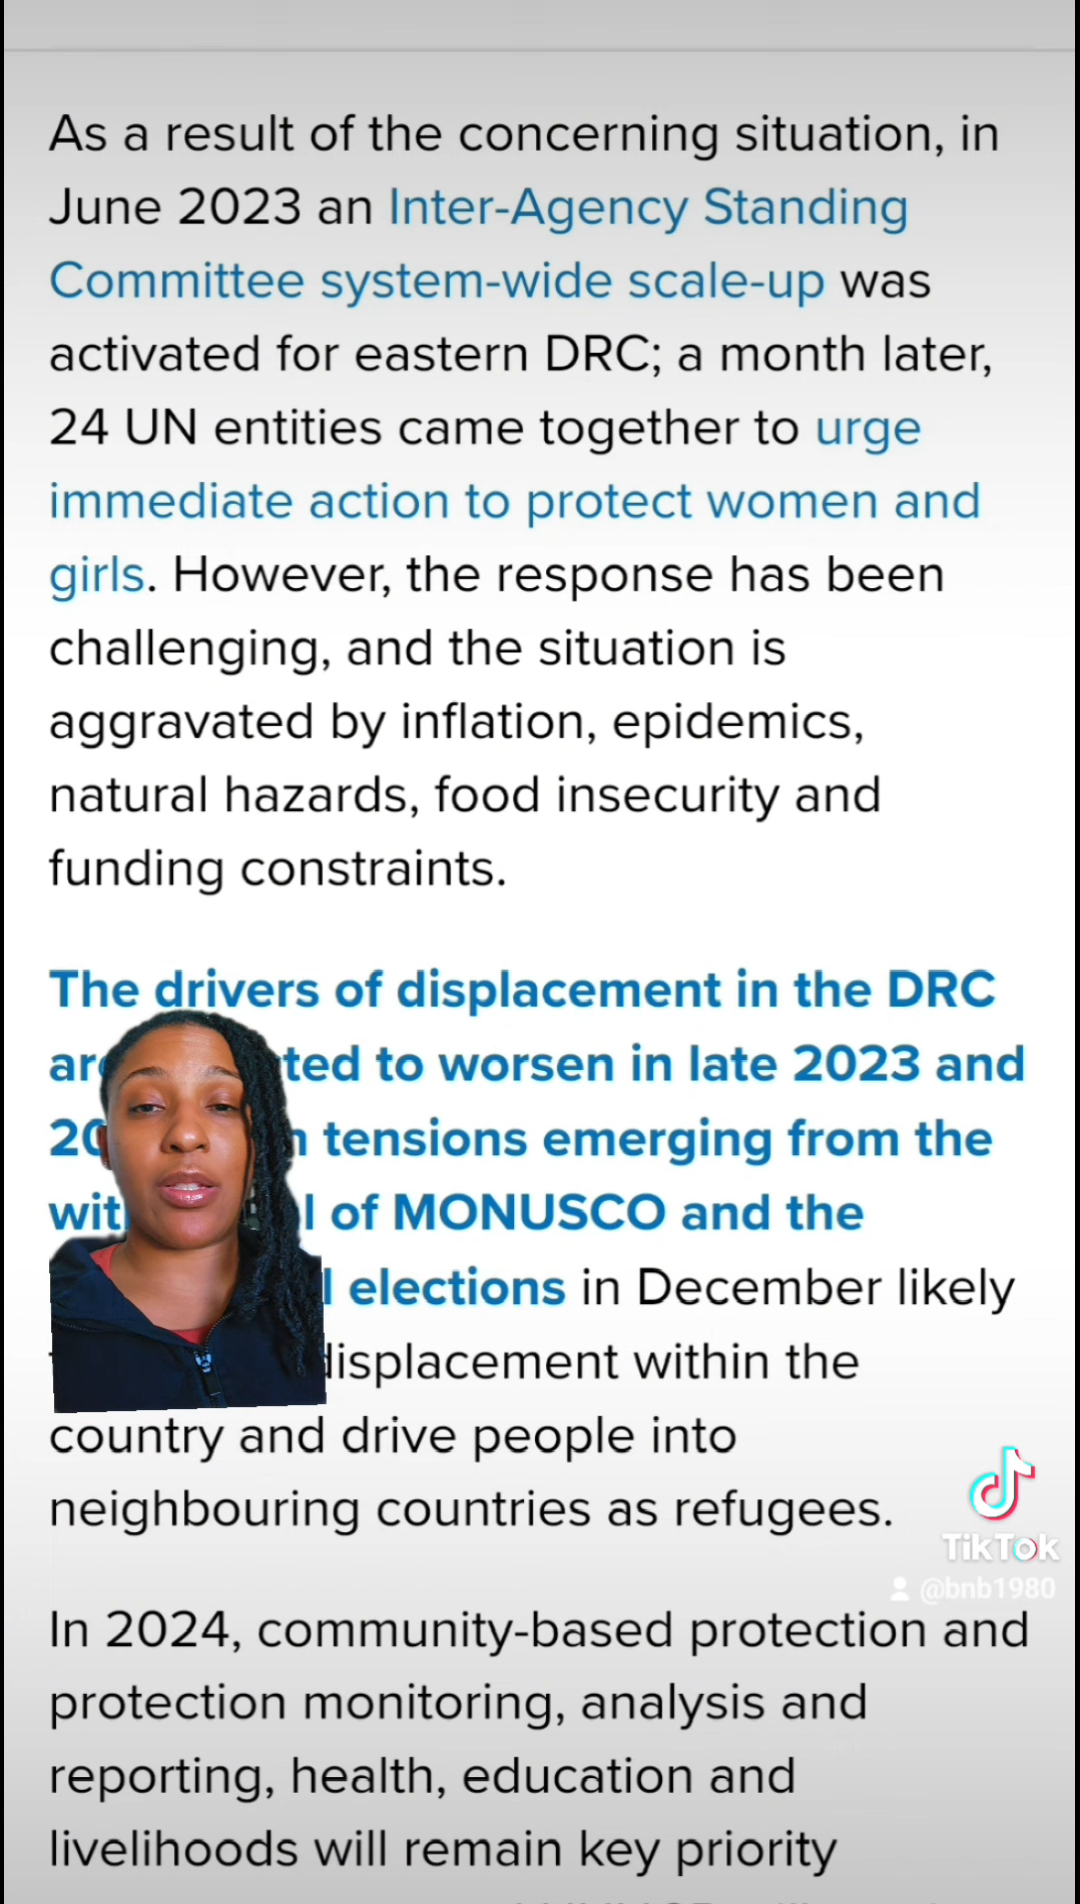 As a result of the concerning situation, in
June 2023 an Inter-Agency Standing
Committee system-wide scale-up was
activated for eastern DRC; a month later,
24 UN entities came together to urge
immediate action to protect women and
girls. However, the response has been
challenging, and the situation is
aggravated by inflation, epidemics,
natural hazards, food insecurity and
funding constraints.
The drivers of displacement in the DRC
to worsen in late 2023 and
tensions emerging from the
of MONUSCO and the
elections in December likely
displacement within the
country and drive people into
neighbouring countries as refugees.
TikTok
@bnb1980
In 2024, community-based protection and
protection monitoring, analysis and
reporting, health, education and
livelihoods will remain key priority